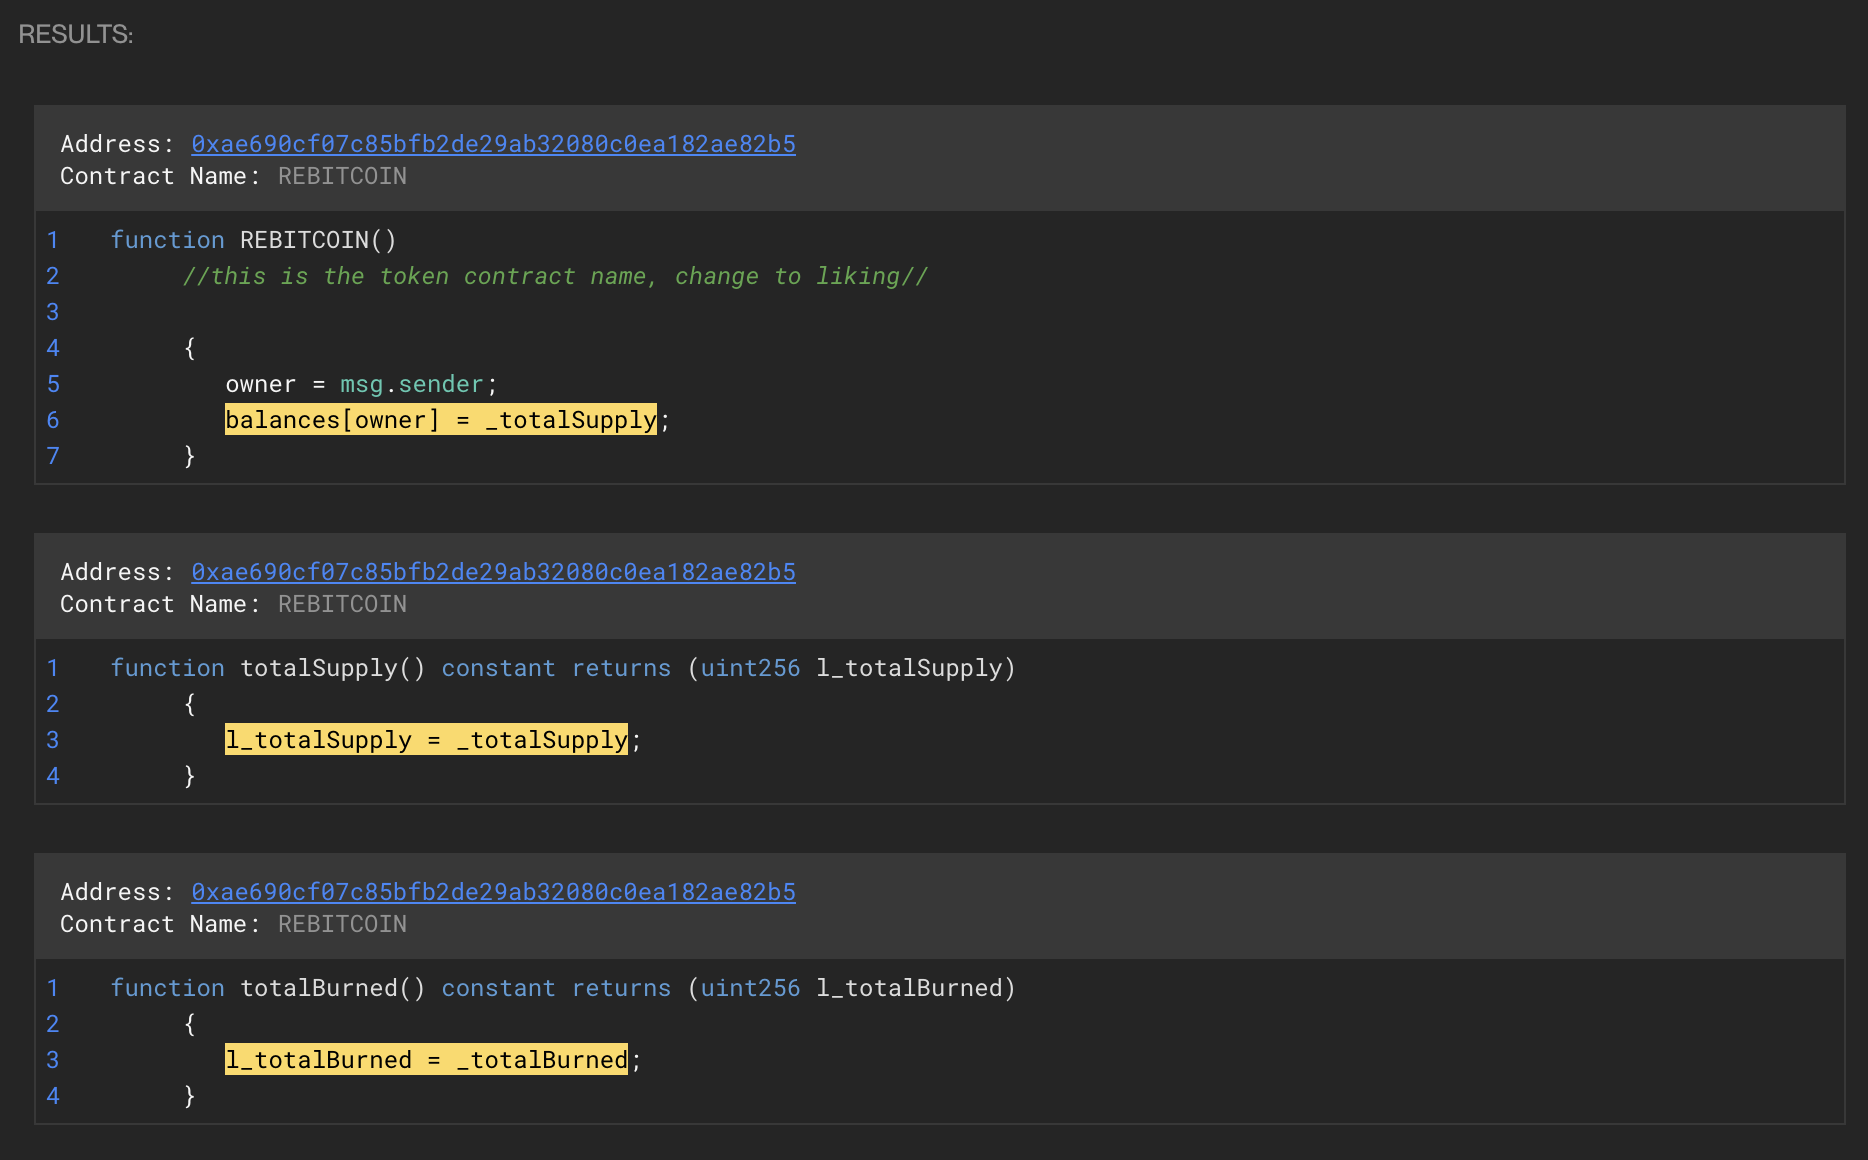 RESULTS:
Address: 0xae690cf07c85bfb2de29ab32080c0ea182ae82b5
Contract Name: REBITCOIN
1 function REBITCOIN()
2 //this is the token contract name, change to liking//
3
4 {
5 owner = msg.sender;
6 balances[owner] = _totalSupply;
7 }
Address: 0xae690cf07c85bfb2de29ab32080c0ea182ae82b5
Contract Name: REBITCOIN
1 function totalSupply() constant returns (uint256 l_totalSupply)
2 {
3 l_totalSupply = _totalSupply;
4 }
Address: 0xae690cf07c85bfb2de29ab32080c0ea182ae82b5
Contract Name: REBITCOIN
1 function totalBurned() constant returns (uint256 l_totalBurned)
2 {
3 l_totalBurned = _totalBurned;
4 }